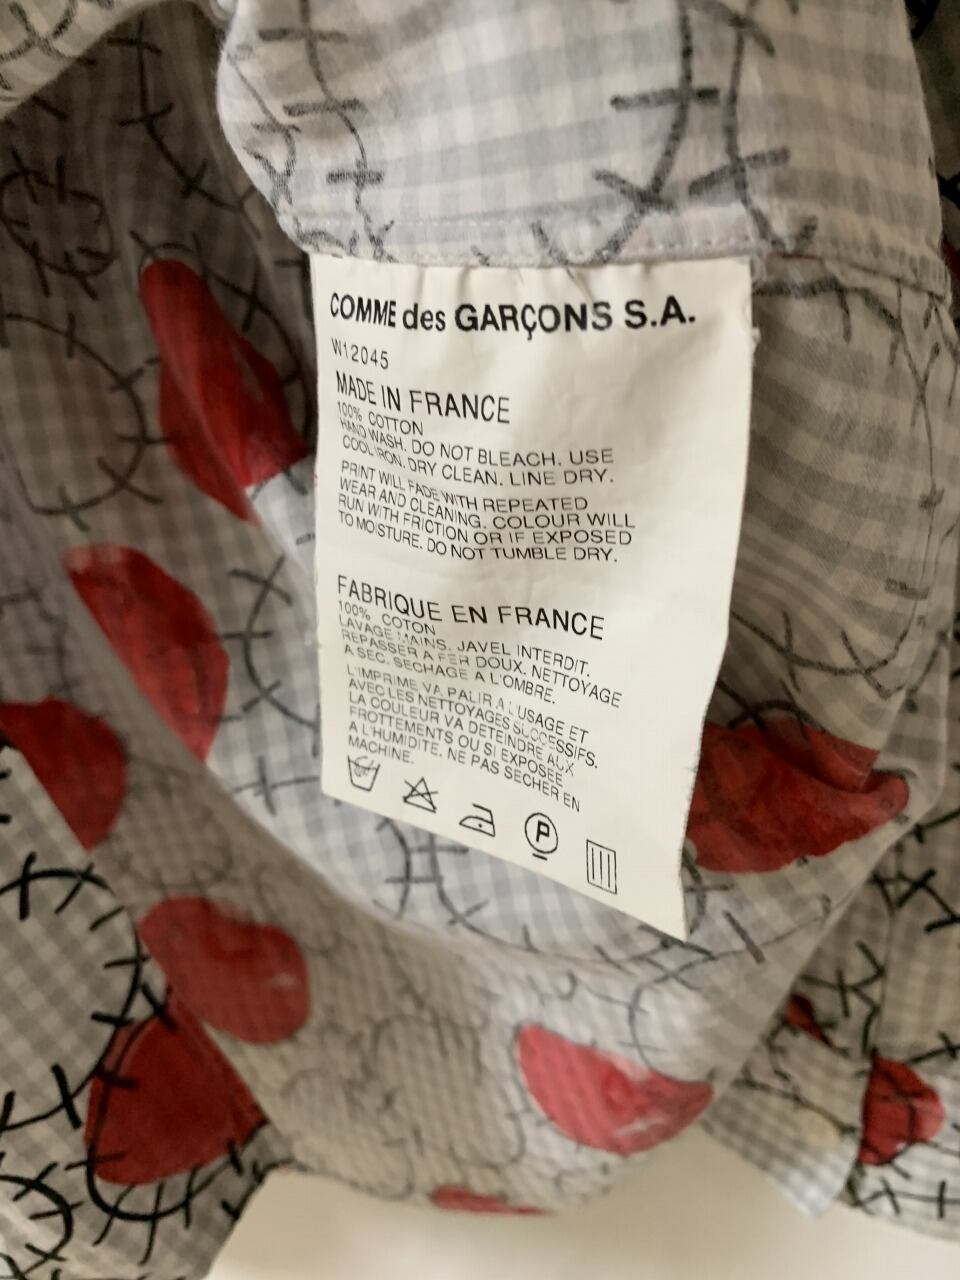 COMME des GARÇONS S.A.
W12045
MADE IN FRANCE
100% COTTON
HAND WASH. DO NOT BLEACH. USE
COOL IRON. DRY CLEAN. LINE DRY.
PRINT WILL FADE WITH REPEATED
WEAR AND CLEANING. COLOUR WILL
RUN WITH FRICTION OR IF EXPOSED
TO MOISTURE. DO NOT TUMBLE DRY.
FABRIQUE EN FRANCE
100% COTON
LAVAGE MAINS. JAVEL INTERDIT.
REPASSER A FER DOUX. NETTOYAGE
A SEC. SECHAGE A L'OMBRE.
L'IMPRIME VA PALIR A L'USAGE ET
AVEC LES NETTOYAGES SUCCESSIFS.
LA COULEUR VA DETEINDRE AUX
FROTTEMENTS OU SI EXPOSEE
A L'HUMIDITE. NE PAS SECHER EN
MACHINE.
P